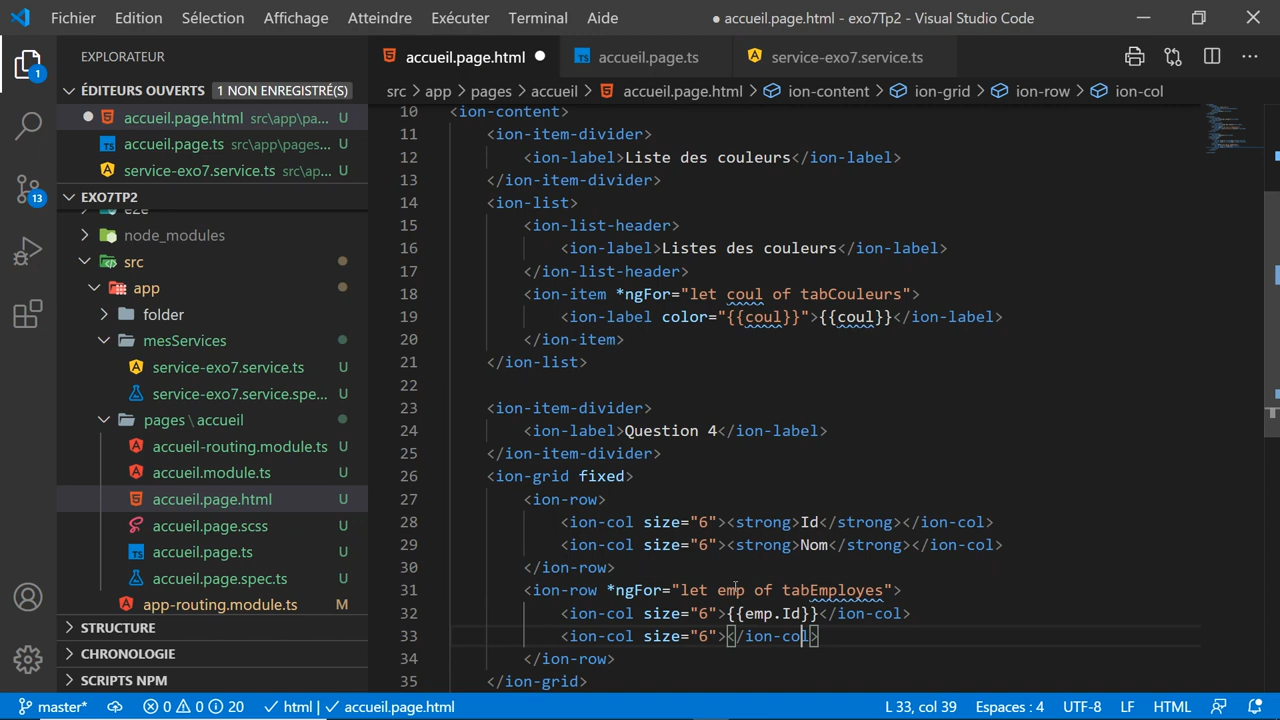 Fichier Edition Sélection Affichage Atteindre Exécuter Terminal Aide ● accueil.page.html - exo7Tp2 - Visual Studio Code
EXPLORATEUR
ÉDITEURS OUVERTS 1 NON ENREGISTRÉ(S)
accueil.page.html src\app\pa... U
accueil.page.ts src\app\pages... U
service-exo7.service.ts src\ap... U
EXO7TP2
eze
node_modules
src
app
folder
mesServices
service-exo7.service.ts U
service-exo7.service.spe... U
pages \ accueil
accueil-routing.module.ts U
accueil.module.ts U
accueil.page.html U
accueil.page.scss U
accueil.page.ts U
accueil.page.spec.ts U
app-routing.module.ts M
STRUCTURE
CHRONOLOGIE
SCRIPTS NPM
1
13
accueil.page.html ● accueil.page.ts service-exo7.service.ts
src > app > pages > accueil > accueil.page.html > ion-content > ion-grid > ion-row > ion-col
10 <ion-content>
11 <ion-item-divider>
12 <ion-label>Liste des couleurs</ion-label>
13 </ion-item-divider>
14 <ion-list>
15 <ion-list-header>
16 <ion-label>Listes des couleurs</ion-label>
17 </ion-list-header>
18 <ion-item *ngFor="let coul of tabCouleurs">
19 <ion-label color="{{coul}}">{{coul}}</ion-label>
20 </ion-item>
21 </ion-list>
22
23 <ion-item-divider>
24 <ion-label>Question 4</ion-label>
25 </ion-item-divider>
26 <ion-grid fixed>
27 <ion-row>
28 <ion-col size="6"><strong>Id</strong></ion-col>
29 <ion-col size="6"><strong>Nom</strong></ion-col>
30 </ion-row>
31 <ion-row *ngFor="let emp of tabEmployes">
32 <ion-col size="6">{{emp.Id}}</ion-col>
33 <ion-col size="6"></ion-col>
34 </ion-row>
35 </ion-grid>
master* 0 0 20 html | accueil.page.html L 33, col 39 Espaces : 4 UTF-8 LF HTML